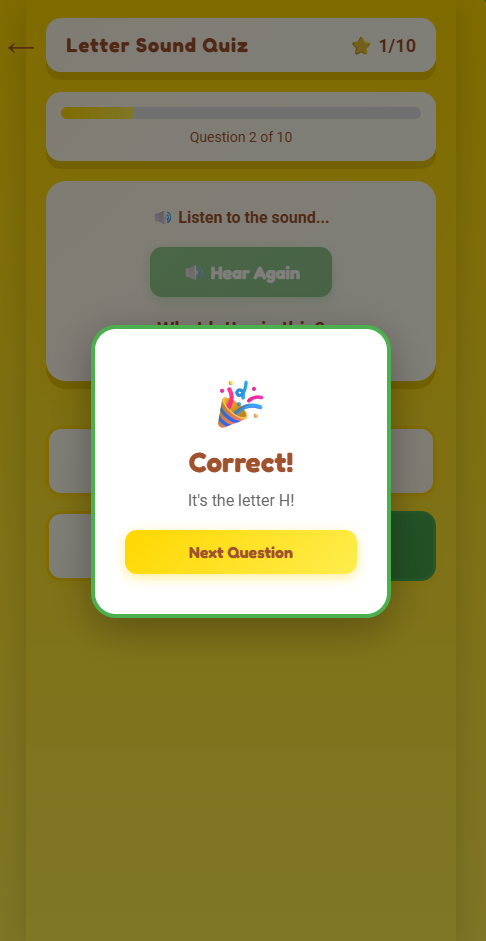 Letter Sound Quiz
1/10
Question 2 of 10
Listen to the sound...
Hear Again
Correct!
It's the letter H!
Next Question